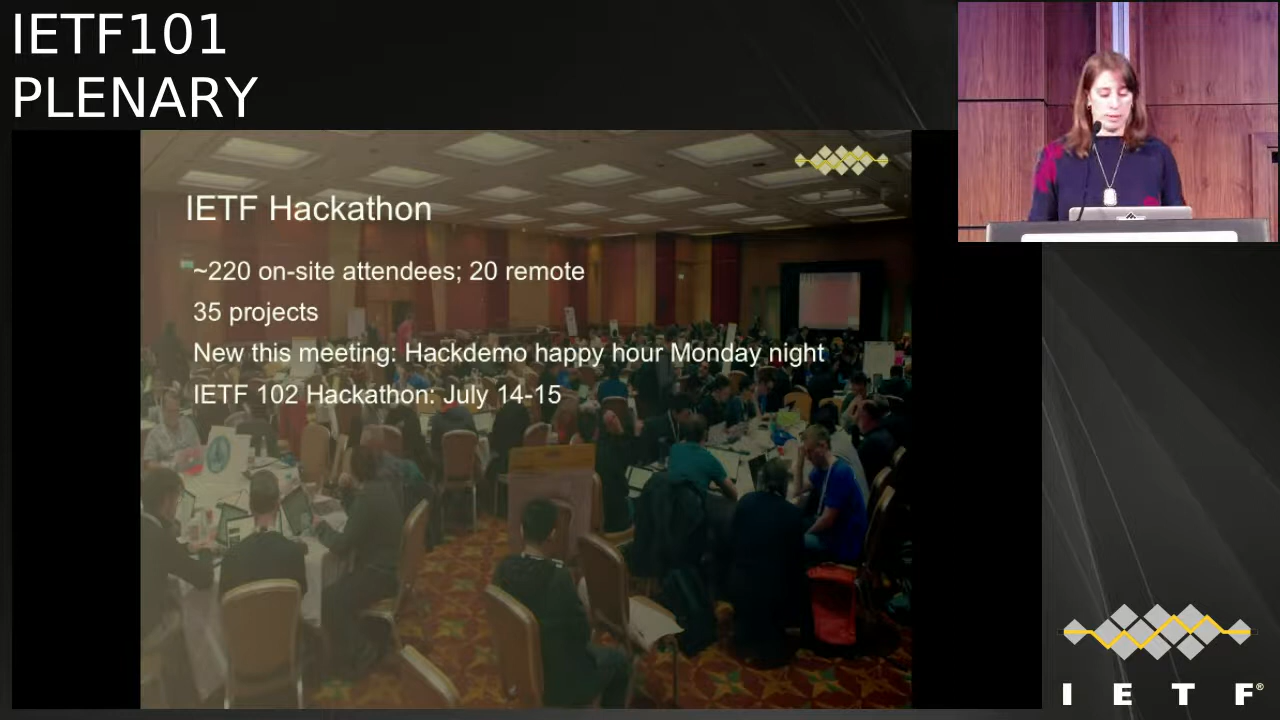 IETF101
PLENARY
IETF Hackathon
~220 on-site attendees; 20 remote
35 projects
New this meeting: Hackdemo happy hour Monday night
IETF 102 Hackathon: July 14-15
I E T F®